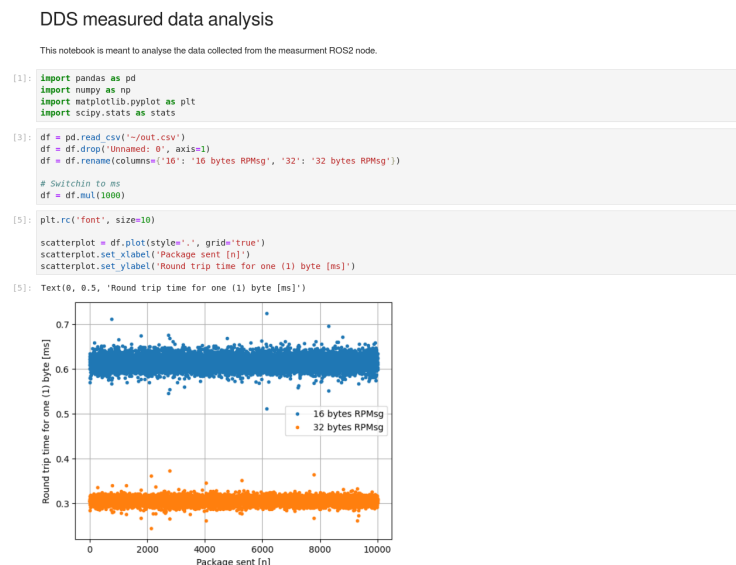 DDS measured data analysis
This notebook is meant to analyse the data collected from the measurment ROS2 node.
[1]: import pandas as pd
import numpy as np
import matplotlib.pyplot as plt
import scipy.stats as stats
[3]: df = pd.read_csv('~/out.csv')
df = df.drop('Unnamed: 0', axis=1)
df = df.rename(columns={'16': '16 bytes RPMsg', '32': '32 bytes RPMsg'})
# Switchin to ms
df = df.mul(1000)
[5]: plt.rc('font', size=10)
scatterplot = df.plot(style='.', grid='true')
scatterplot.set_xlabel('Package sent [n]')
scatterplot.set_ylabel('Round trip time for one (1) byte [ms]')
[5]: Text(0, 0.5, 'Round trip time for one (1) byte [ms]')
Round trip time for one (1) byte [ms]
0.7
0.6
0.5
0.4
0.3
16 bytes RPMsg
32 bytes RPMsg
0 2000 4000 6000 8000 10000
Package sent [n]